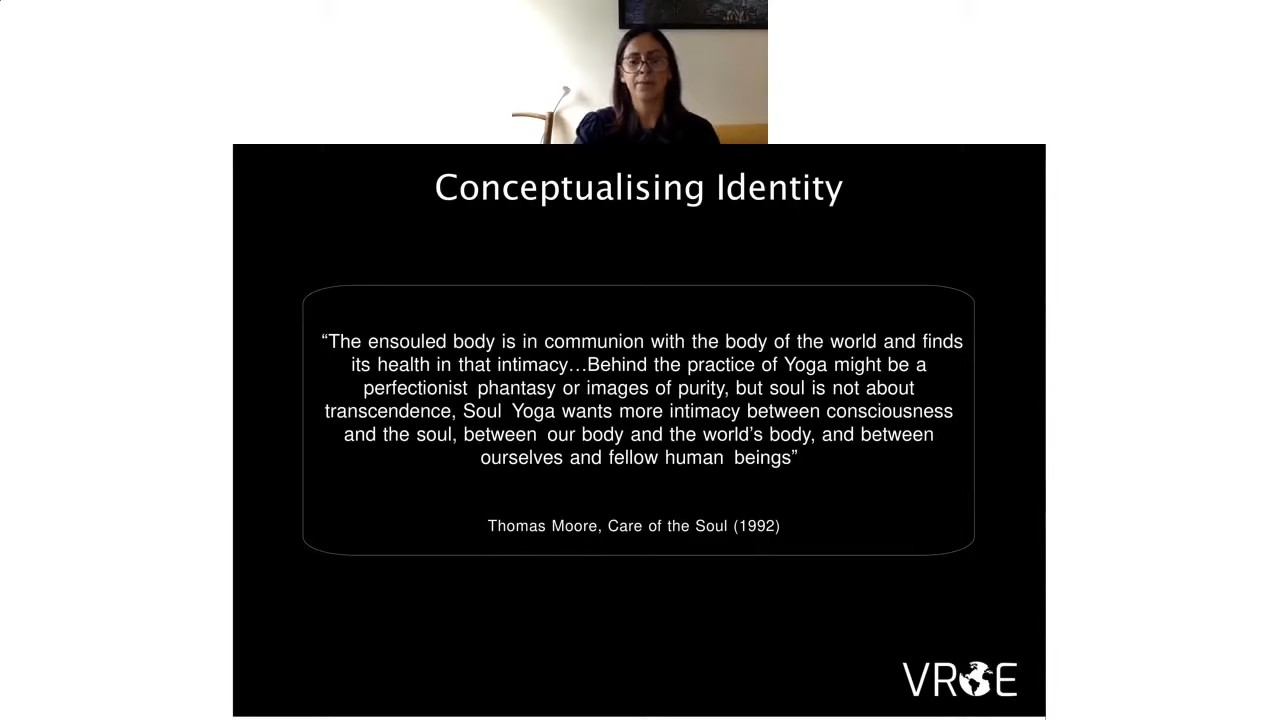 Conceptualising Identity
“The ensouled body is in communion with the body of the world and finds
its health in that intimacy…Behind the practice of Yoga might be a
perfectionist phantasy or images of purity, but soul is not about
transcendence, Soul Yoga wants more intimacy between consciousness
and the soul, between our body and the world’s body, and between
ourselves and fellow human beings”
Thomas Moore, Care of the Soul (1992)
VROE